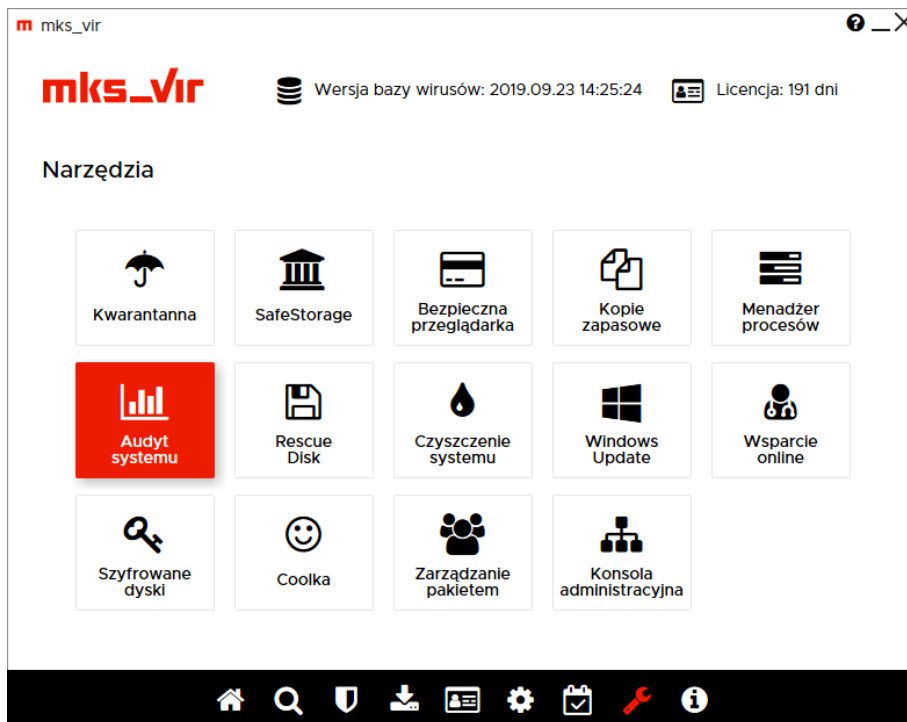 mks_vir
mks_vir
Wersja bazy wirusów: 2019.09.23 14:25:24
Licencja: 191 dni
Narzędzia
Kwarantanna
SafeStorage
Bezpieczna
przeglądarka
Kopie
zapasowe
Menadżer
procesów
Audyt
systemu
Rescue
Disk
Czyszczenie
systemu
Windows
Update
Wsparcie
online
Szyfrowane
dyski
Coolka
Zarządzanie
pakietem
Konsola
administracyjna